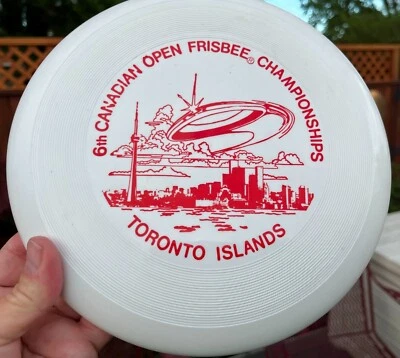 6th CANADIAN OPEN FRISBEE® CHAMPIONSHIPS
TORONTO ISLANDS